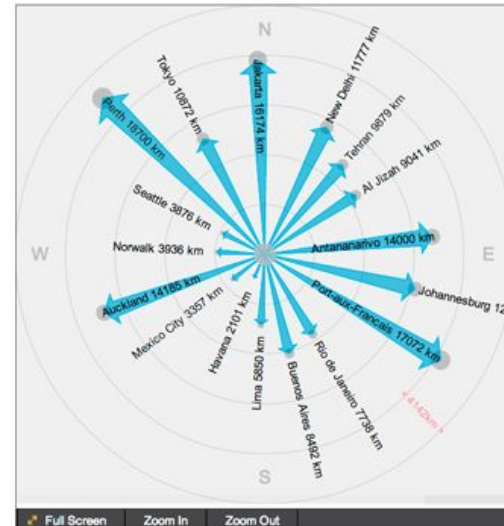 N
Jakarta 16174 km
Tokyo 10872 km
New Delhi 11777 km
Perth 18700 km
Tehran 9879 km
Al Jizah 9041 km
Seattle 3876 km
W
Norwalk 3936 km
Antananarivo 14000 km
E
Auckland 14185 km
Johannesburg 12
Port-aux-Francais 17072 km
Mexico City 3357 km
Havana 2101 km
Lima 5850 km
Buenos Aires 8492 km
Rio de Janeiro 7738 km
< 4142km >
S
Full Screen
Zoom In
Zoom Out